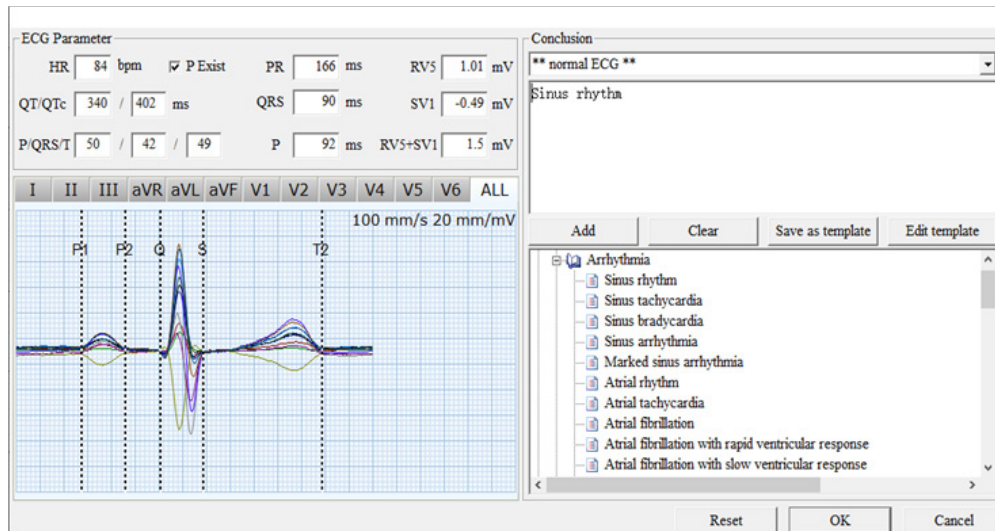 ECG Parameter
HR 84 bpm P Exist PR 166 ms RV5 1.01 mV
QT/QTc 340 / 402 ms QRS 90 ms SV1 -0.49 mV
P/QRS/T 50 / 42 / 49 P 92 ms RV5+SV1 1.5 mV
I II III aVR aVL aVF V1 V2 V3 V4 V5 V6 ALL
100 mm/s 20 mm/mV
P1 P2 Q S T2
Conclusion
** normal ECG **
Sinus rhythm
Add Clear Save as template Edit template
Arrhythmia
Sinus rhythm
Sinus tachycardia
Sinus bradycardia
Sinus arrhythmia
Marked sinus arrhythmia
Atrial rhythm
Atrial tachycardia
Atrial fibrillation
Atrial fibrillation with rapid ventricular response
Atrial fibrillation with slow ventricular response
Reset OK Cancel